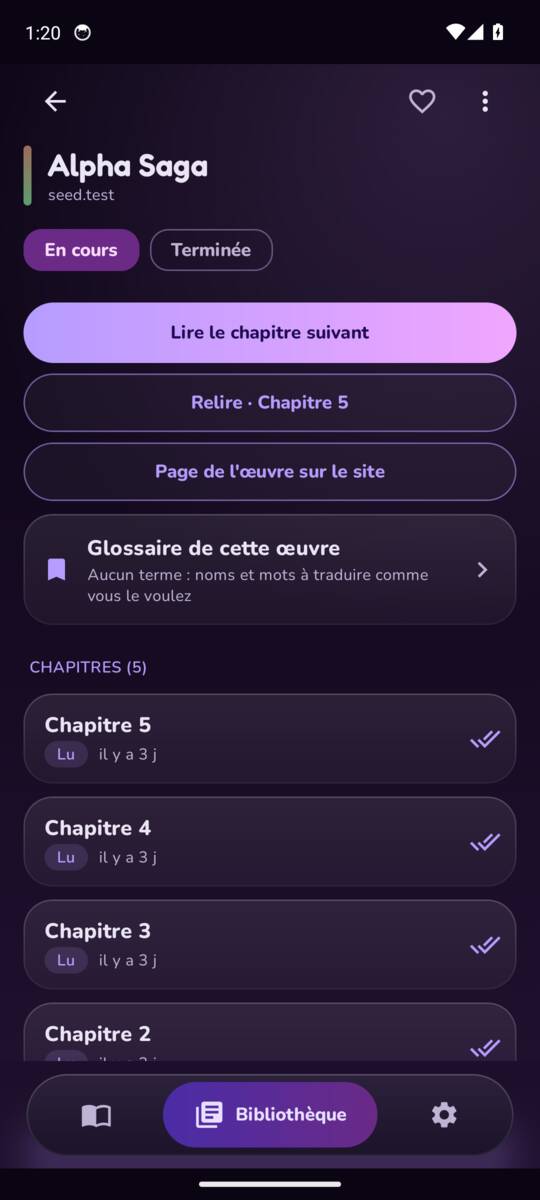 1:20
Alpha Saga
seed.test
En cours
Terminée
Lire le chapitre suivant
Relire · Chapitre 5
Page de l'œuvre sur le site
Glossaire de cette œuvre
Aucun terme : noms et mots à traduire comme
vous le voulez
CHAPITRES (5)
Chapitre 5
Lu il y a 3 j
Chapitre 4
Lu il y a 3 j
Chapitre 3
Lu il y a 3 j
Chapitre 2
Bibliothèque